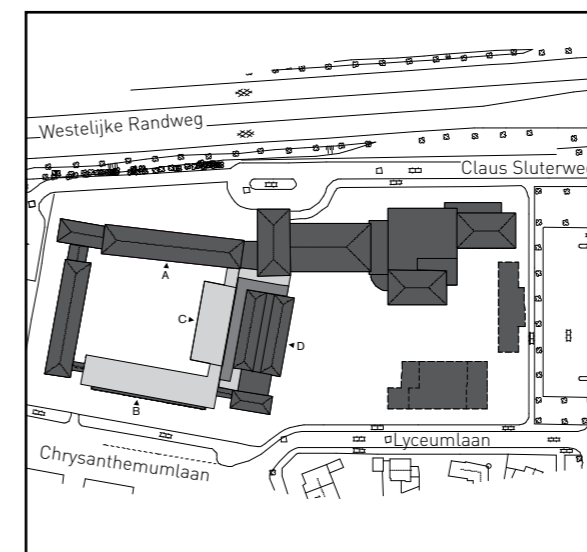 Westelijke Randweg
Claus Sluterweg
A
C
D
B
Lyceumlaan
Chrysanthemumlaan